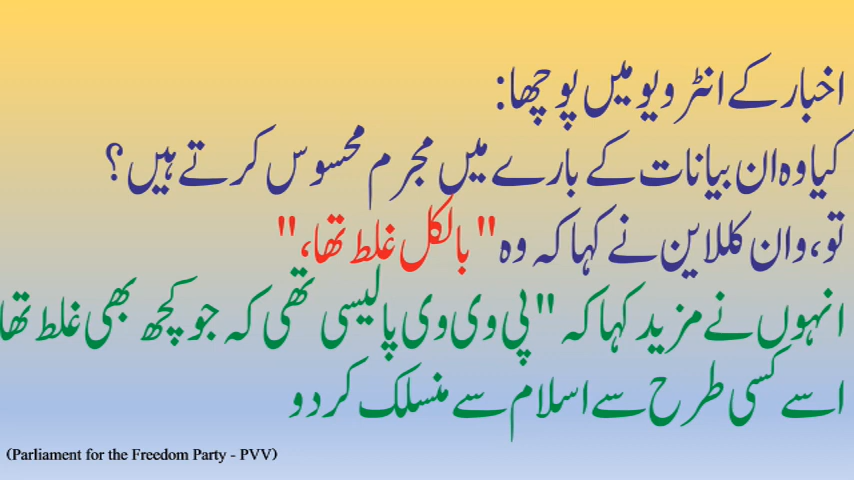 اخبار کے انٹرویو میں پوچھا:
کیا وہ ان بیانات کے بارے میں مجرم محسوس کرتے ہیں؟
تو، وان کللاین نے کہا کہ وہ "بالکل غلط تھا،"
انہوں نے مزید کہا کہ "پی وی وی پالیسی تھی کہ جو کچھ بھی غلط تھا
اسے کسی طرح سے اسلام سے منسلک کر دو
(Parliament for the Freedom Party - PVV)